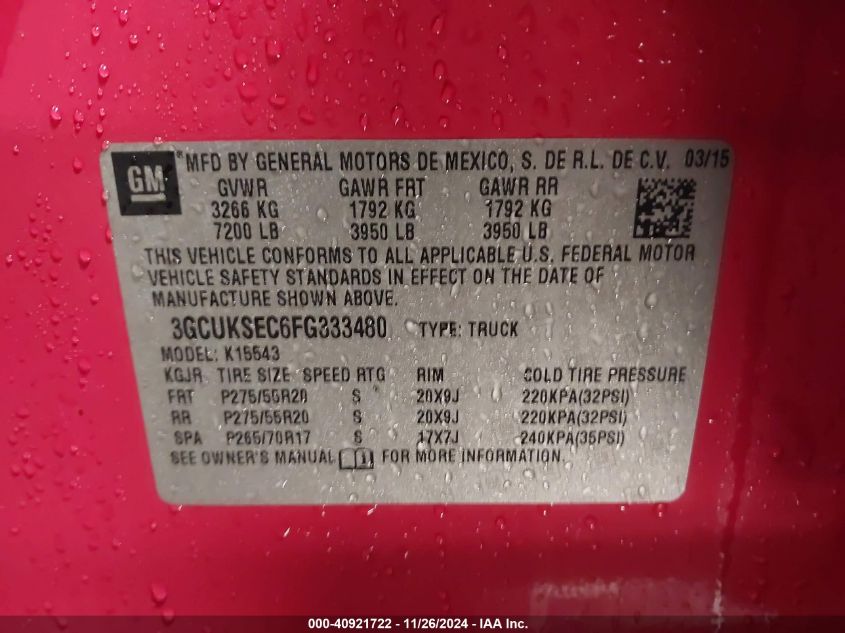 GM
*MFD BY GENERAL MOTORS DE MEXICO, S. DE R.L. DE C.V. 03/15
GVWR GAWR FRT GAWR RR
3266 KG 1792 KG 1792 KG
7200 LB 3950 LB 3950 LB
THIS VEHICLE CONFORMS TO ALL APPLICABLE U.S. FEDERAL MOTOR
VEHICLE SAFETY STANDARDS IN EFFECT ON THE DATE OF
MANUFACTURE SHOWN ABOVE.
3GCUKSEC6FG333480 TYPE: TRUCK
MODEL: K15543
KGJR TIRE SIZE SPEED RTG RIM COLD TIRE PRESSURE
FRT P275/55R20 S 20X9J 220KPA(32PSI)
RR P275/55R20 S 20X9J 220KPA(32PSI)
SPA P265/70R17 S 17X7J 240KPA(35PSI)
SEE OWNER'S MANUAL FOR MORE INFORMATION.
000-40921722 - 11/26/2024 - IAA Inc.